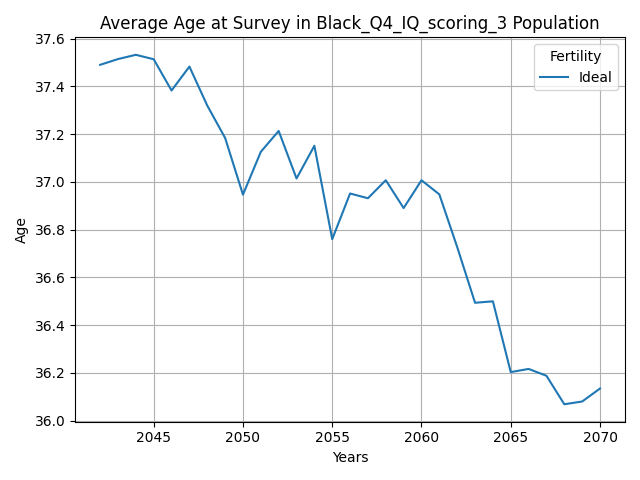 Average Age at Survey in Black_Q4_IQ_scoring_3 Population
37.6
37.4
37.2
37.0
36.8
36.6
36.4
36.2
36.0
Age
Fertility
Ideal
2045 2050 2055 2060 2065 2070
Years